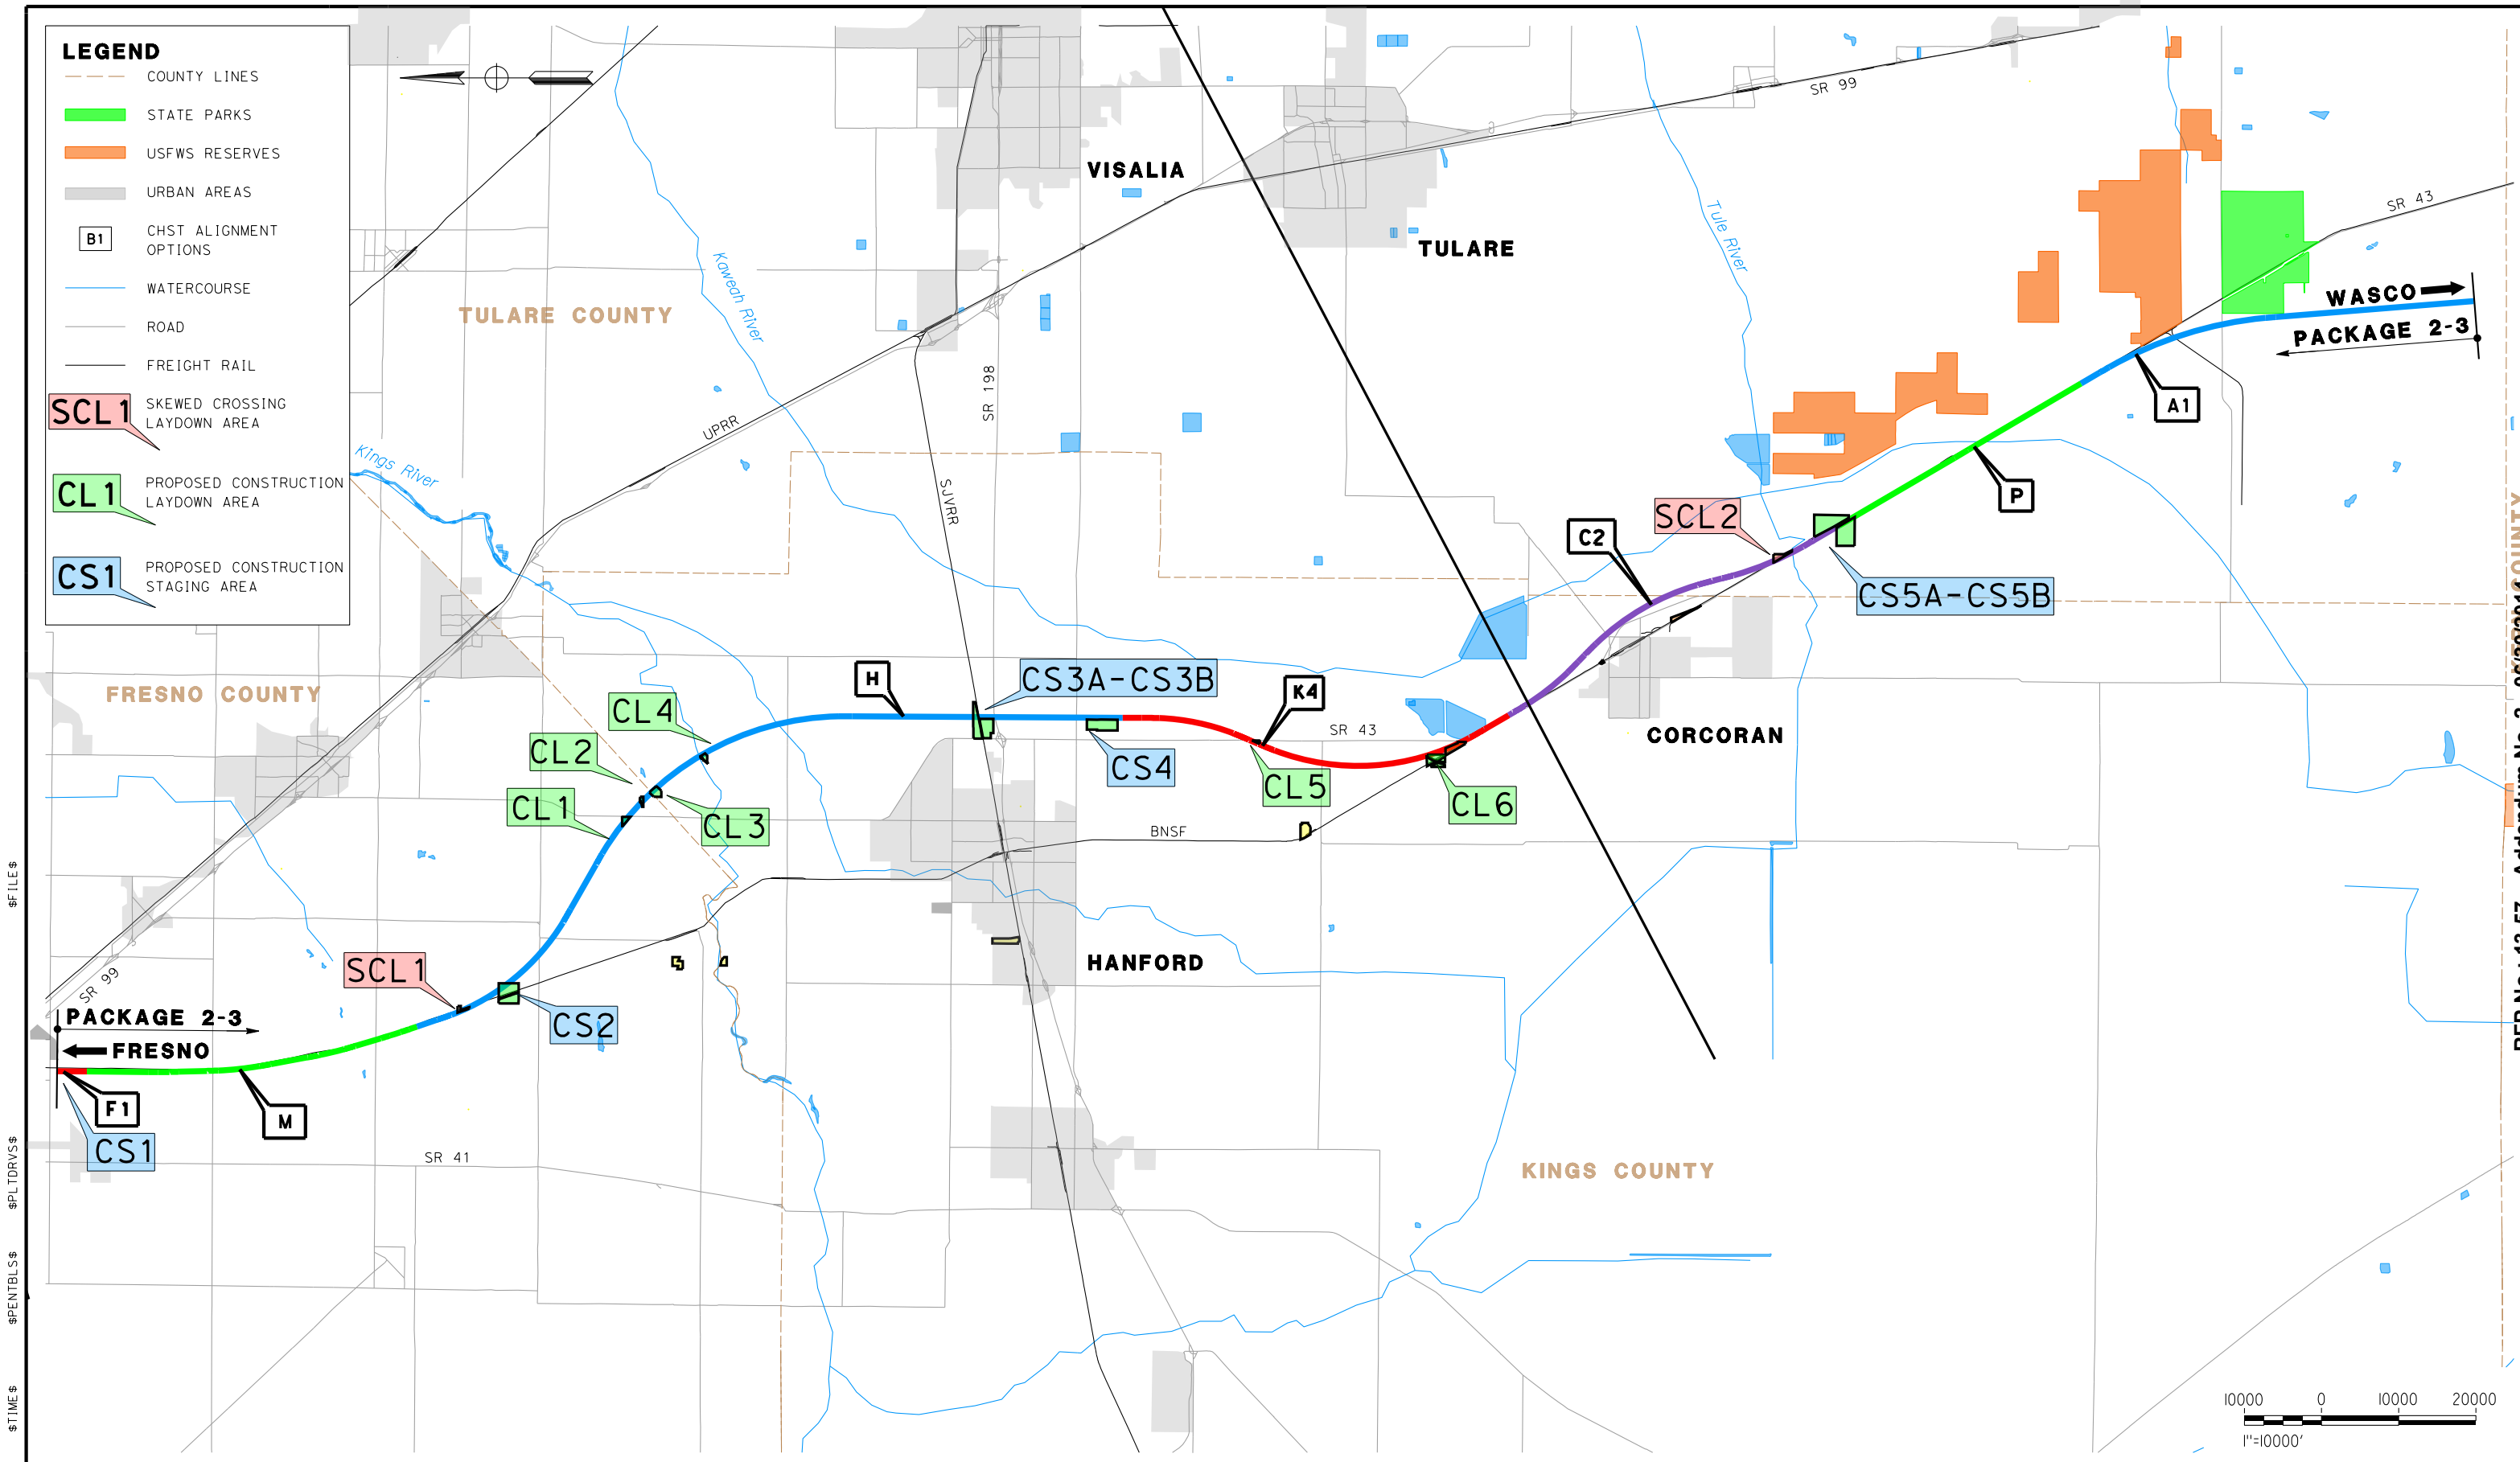 LEGEND
COUNTY LINES
STATE PARKS
USFWS RESERVES
URBAN AREAS
B1
CHST ALIGNMENT
OPTIONS
WATERCOURSE
ROAD
FREIGHT RAIL
SCL1
SKEWED CROSSING
LAYDOWN AREA
CL1
PROPOSED CONSTRUCTION
LAYDOWN AREA
CS1
PROPOSED CONSTRUCTION
STAGING AREA
VISALIA
TULARE
SR 99
SR 43
Tule River
Kaweah River
TULARE COUNTY
WASCO
PACKAGE 2-3
A1
SR 198
UPRR
Kings River
SJVRR
P
SCL2
C2
CS5A-CS5B
COUNTY
FRESNO COUNTY
H
CS3A-CS3B
K4
CL4
SR 43
CORCORAN
CL2
CS4
CL5
CL6
CL1
CL3
BNSF
HANFORD
SCL1
SR 99
CS2
PACKAGE 2-3
FRESNO
F1
M
CS1
SR 41
KINGS COUNTY
$FILE$
$PLTDRVS$
$PENTBLS$
$TIME$
10000 0 10000 20000
1"=10000'